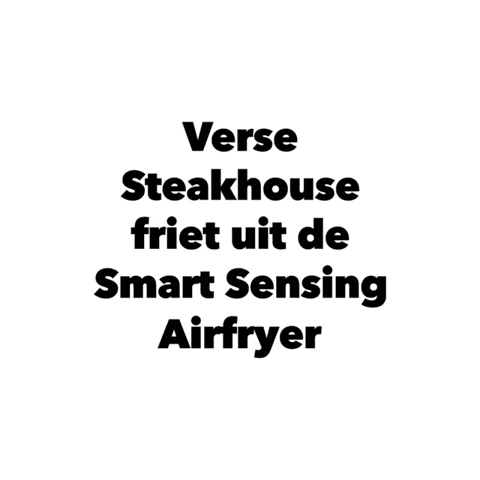 Verse
Steakhouse
friet uit de
Smart Sensing
Airfryer